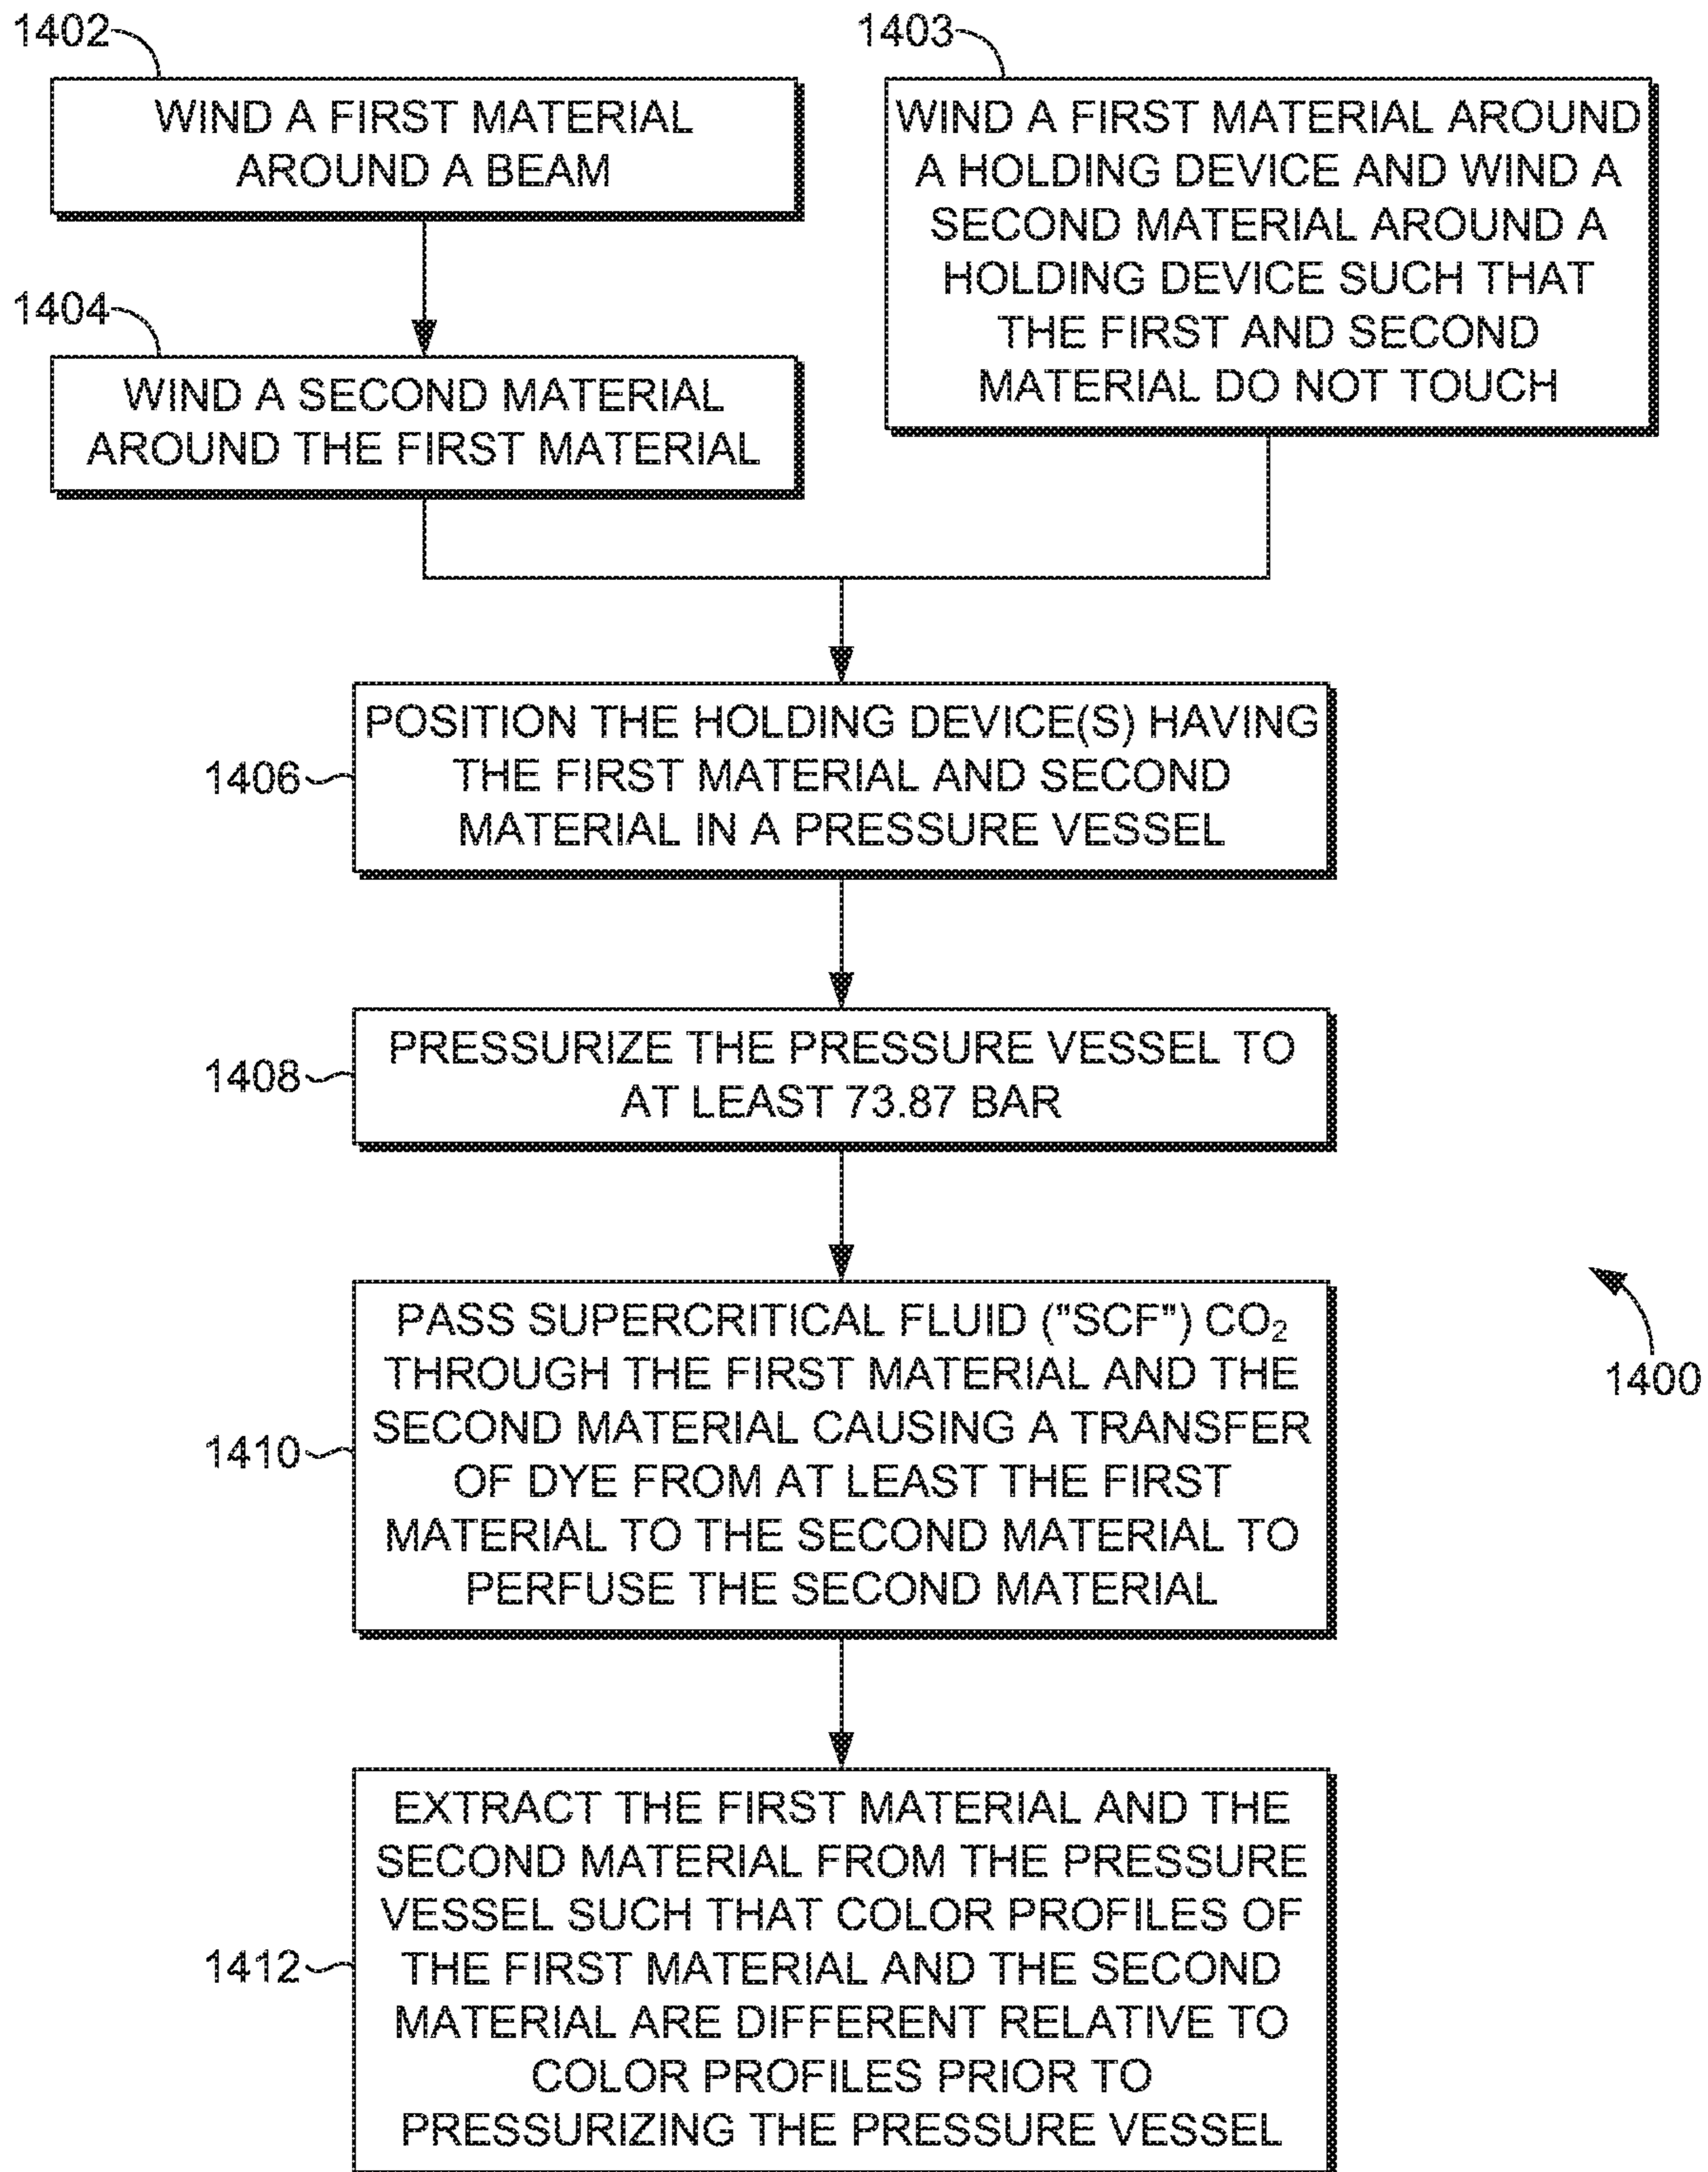 1402
WIND A FIRST MATERIAL
AROUND A BEAM
1404
WIND A SECOND MATERIAL
AROUND THE FIRST MATERIAL
1403
WIND A FIRST MATERIAL AROUND
A HOLDING DEVICE AND WIND A
SECOND MATERIAL AROUND A
HOLDING DEVICE SUCH THAT
THE FIRST AND SECOND
MATERIAL DO NOT TOUCH
1406
POSITION THE HOLDING DEVICE(S) HAVING
THE FIRST MATERIAL AND SECOND
MATERIAL IN A PRESSURE VESSEL
1408
PRESSURIZE THE PRESSURE VESSEL TO
AT LEAST 73.87 BAR
1410
PASS SUPERCRITICAL FLUID ("SCF") CO₂
THROUGH THE FIRST MATERIAL AND THE
SECOND MATERIAL CAUSING A TRANSFER
OF DYE FROM AT LEAST THE FIRST
MATERIAL TO THE SECOND MATERIAL TO
PERFUSE THE SECOND MATERIAL
1400
1412
EXTRACT THE FIRST MATERIAL AND THE
SECOND MATERIAL FROM THE PRESSURE
VESSEL SUCH THAT COLOR PROFILES OF
THE FIRST MATERIAL AND THE SECOND
MATERIAL ARE DIFFERENT RELATIVE TO
COLOR PROFILES PRIOR TO
PRESSURIZING THE PRESSURE VESSEL